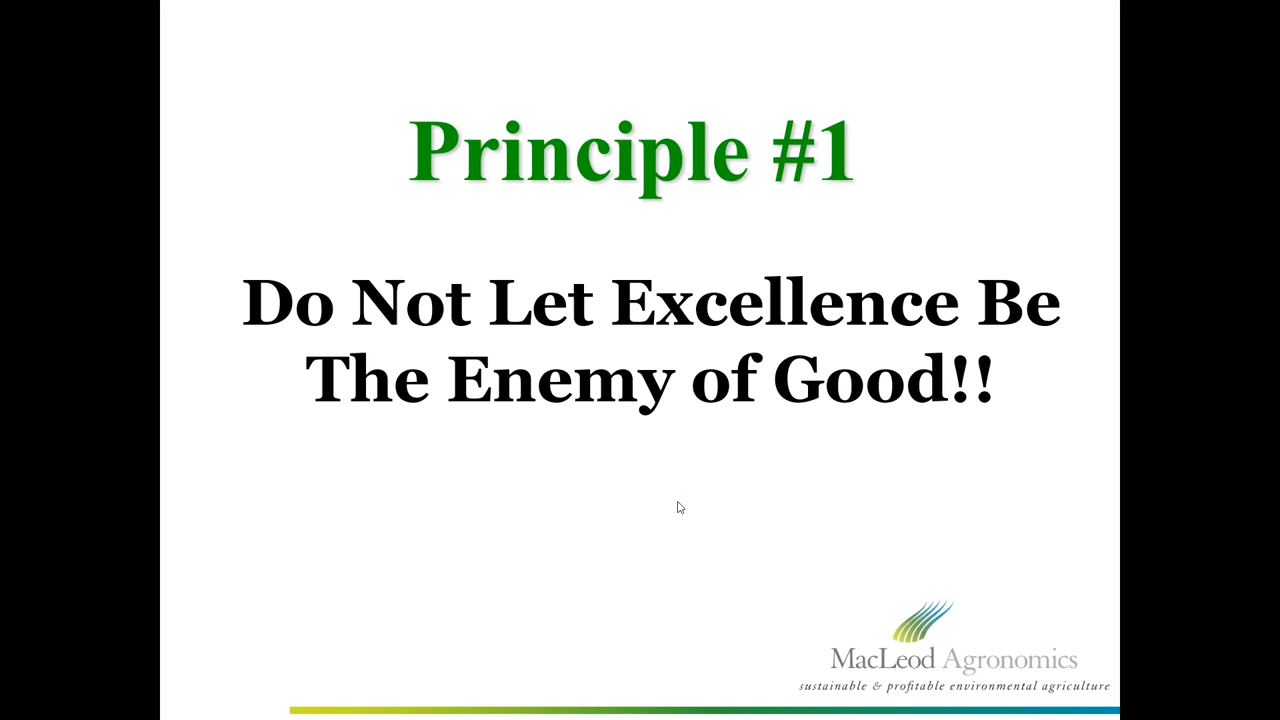 Principle #1
Do Not Let Excellence Be
The Enemy of Good!!
MacLeod Agronomics
sustainable & profitable environmental agriculture